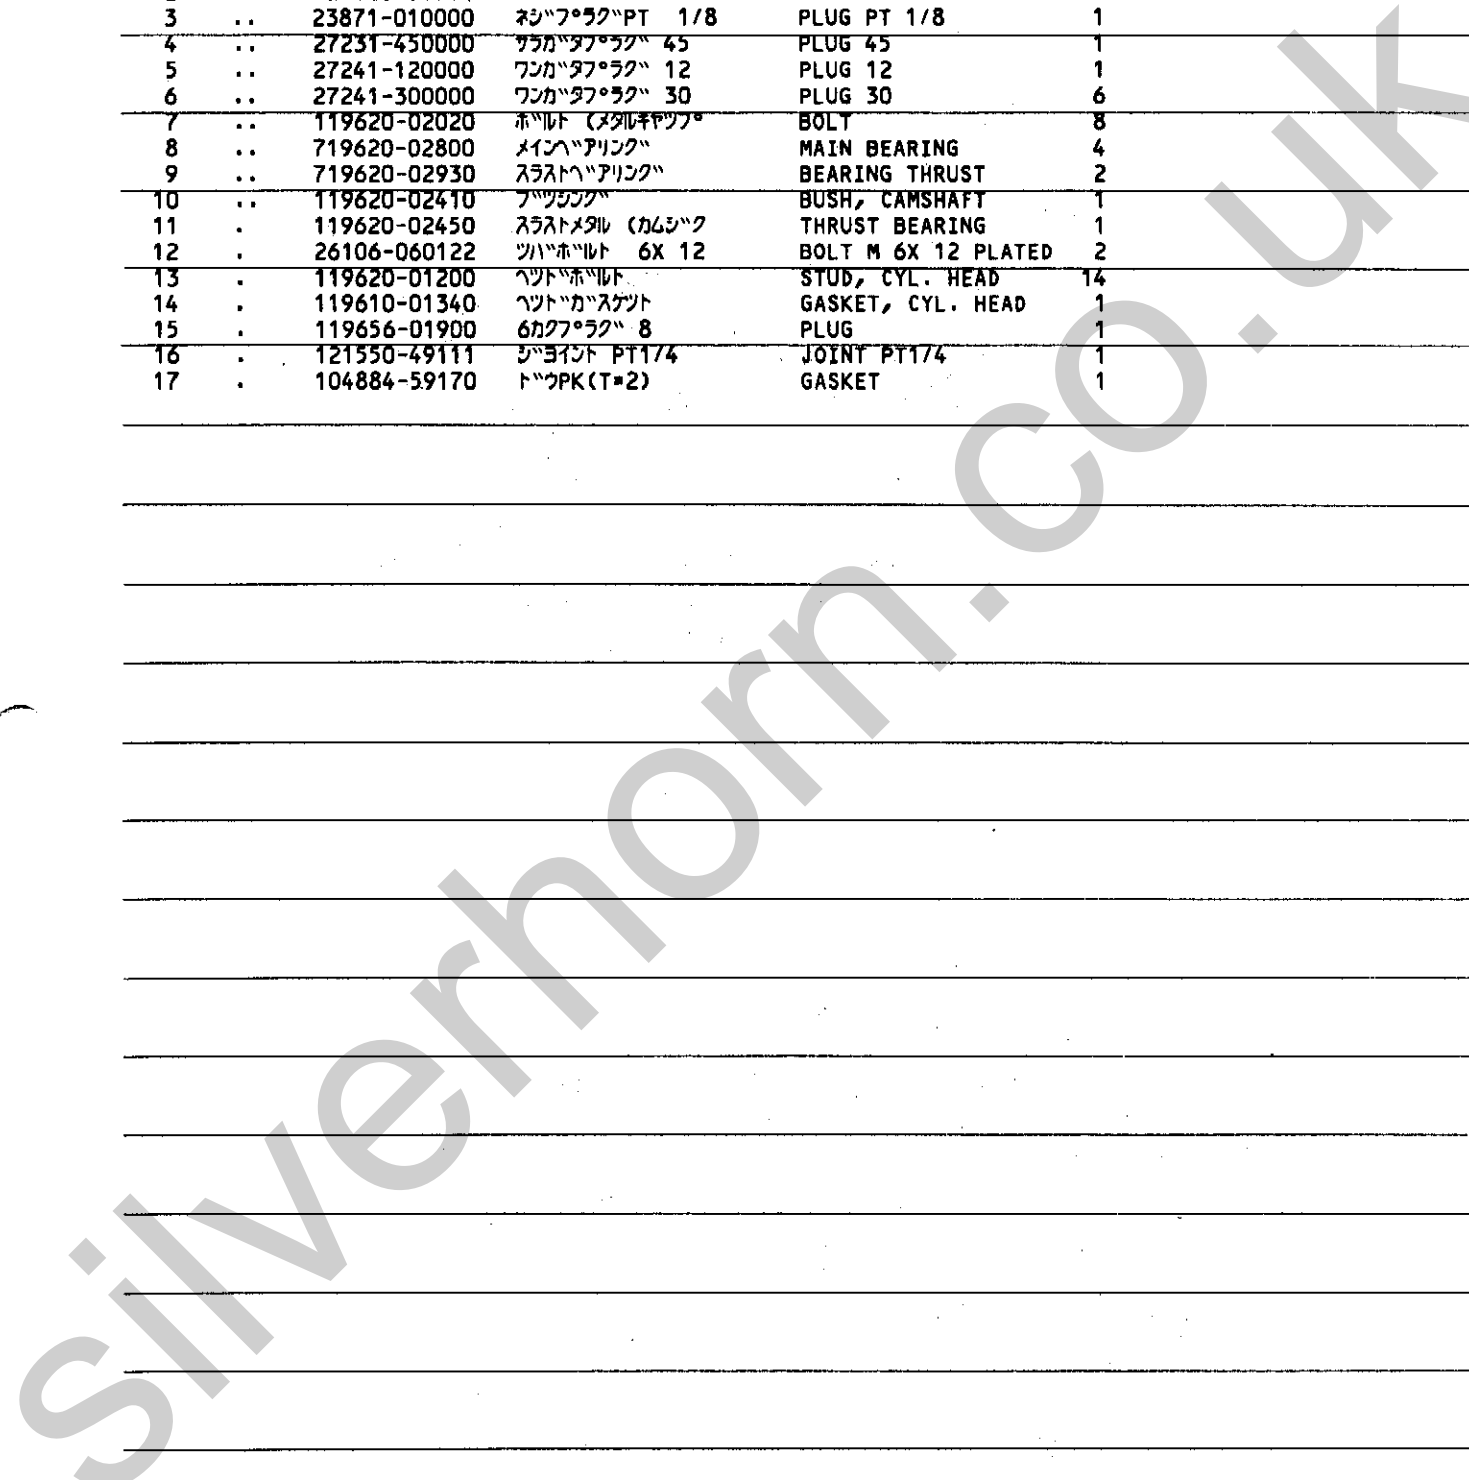 3 .. 23871-010000 ネジ゛プラグ゛PT 1/8 PLUG PT 1/8 1
4 .. 27231-450000 サラガタプラグ 45 PLUG 45 1
5 .. 27241-120000 ワンガタプラグ 12 PLUG 12 1
6 .. 27241-300000 ワンガタプラグ 30 PLUG 30 6
7 .. 119620-02020 ボルト (メタルキヤツプ BOLT 8
8 .. 719620-02800 メインベアリング MAIN BEARING 4
9 .. 719620-02930 スラストベアリング BEARING THRUST 2
10 .. 119620-02410 ブツシング BUSH, CAMSHAFT 1
11 . 119620-02450 スラストメタル (カムジク THRUST BEARING 1
12 . 26106-060122 ツバボルト 6X 12 BOLT M 6X 12 PLATED 2
13 . 119620-01200 ヘツドボルト STUD, CYL. HEAD 14
14 . 119610-01340 ヘツドガスケツト GASKET, CYL. HEAD 1
15 . 119656-01900 6カクプラグ 8 PLUG 1
16 . 121550-49111 ジヨイント PT1/4 JOINT PT1/4 1
17 . 104884-59170 ドウPK(T=2) GASKET 1
silverhorn.co.uk